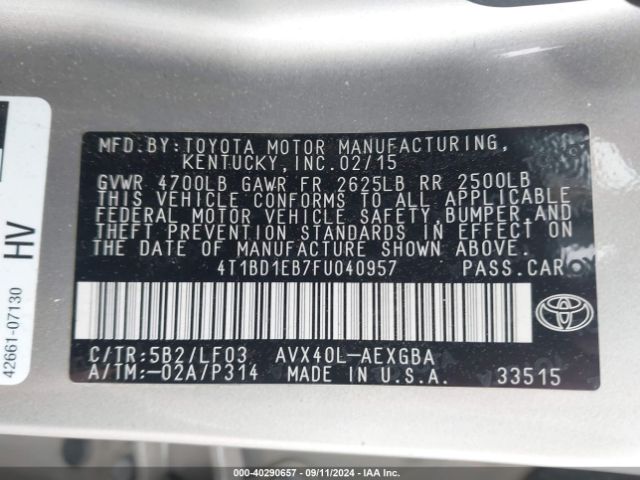 MFD.BY:TOYOTA MOTOR MANUFACTURING,
KENTUCKY, INC.02/15
GVWR 4700LB GAWR FR 2625LB RR 2500LB
THIS VEHICLE CONFORMS TO ALL APPLICABLE
FEDERAL MOTOR VEHICLE SAFETY, BUMPER, AND
THEFT PREVENTION STANDARDS IN EFFECT ON
THE DATE OF MANUFACTURE SHOWN ABOVE.
4T1BD1EB7FU040957 PASS.CAR
C/TR:5B2/LF03 AVX40L-AEXGBA
A/TM:-02A/P314 MADE IN U.S.A. 33515
HV
42661-07130
000-40290657 - 09/11/2024 - IAA Inc.